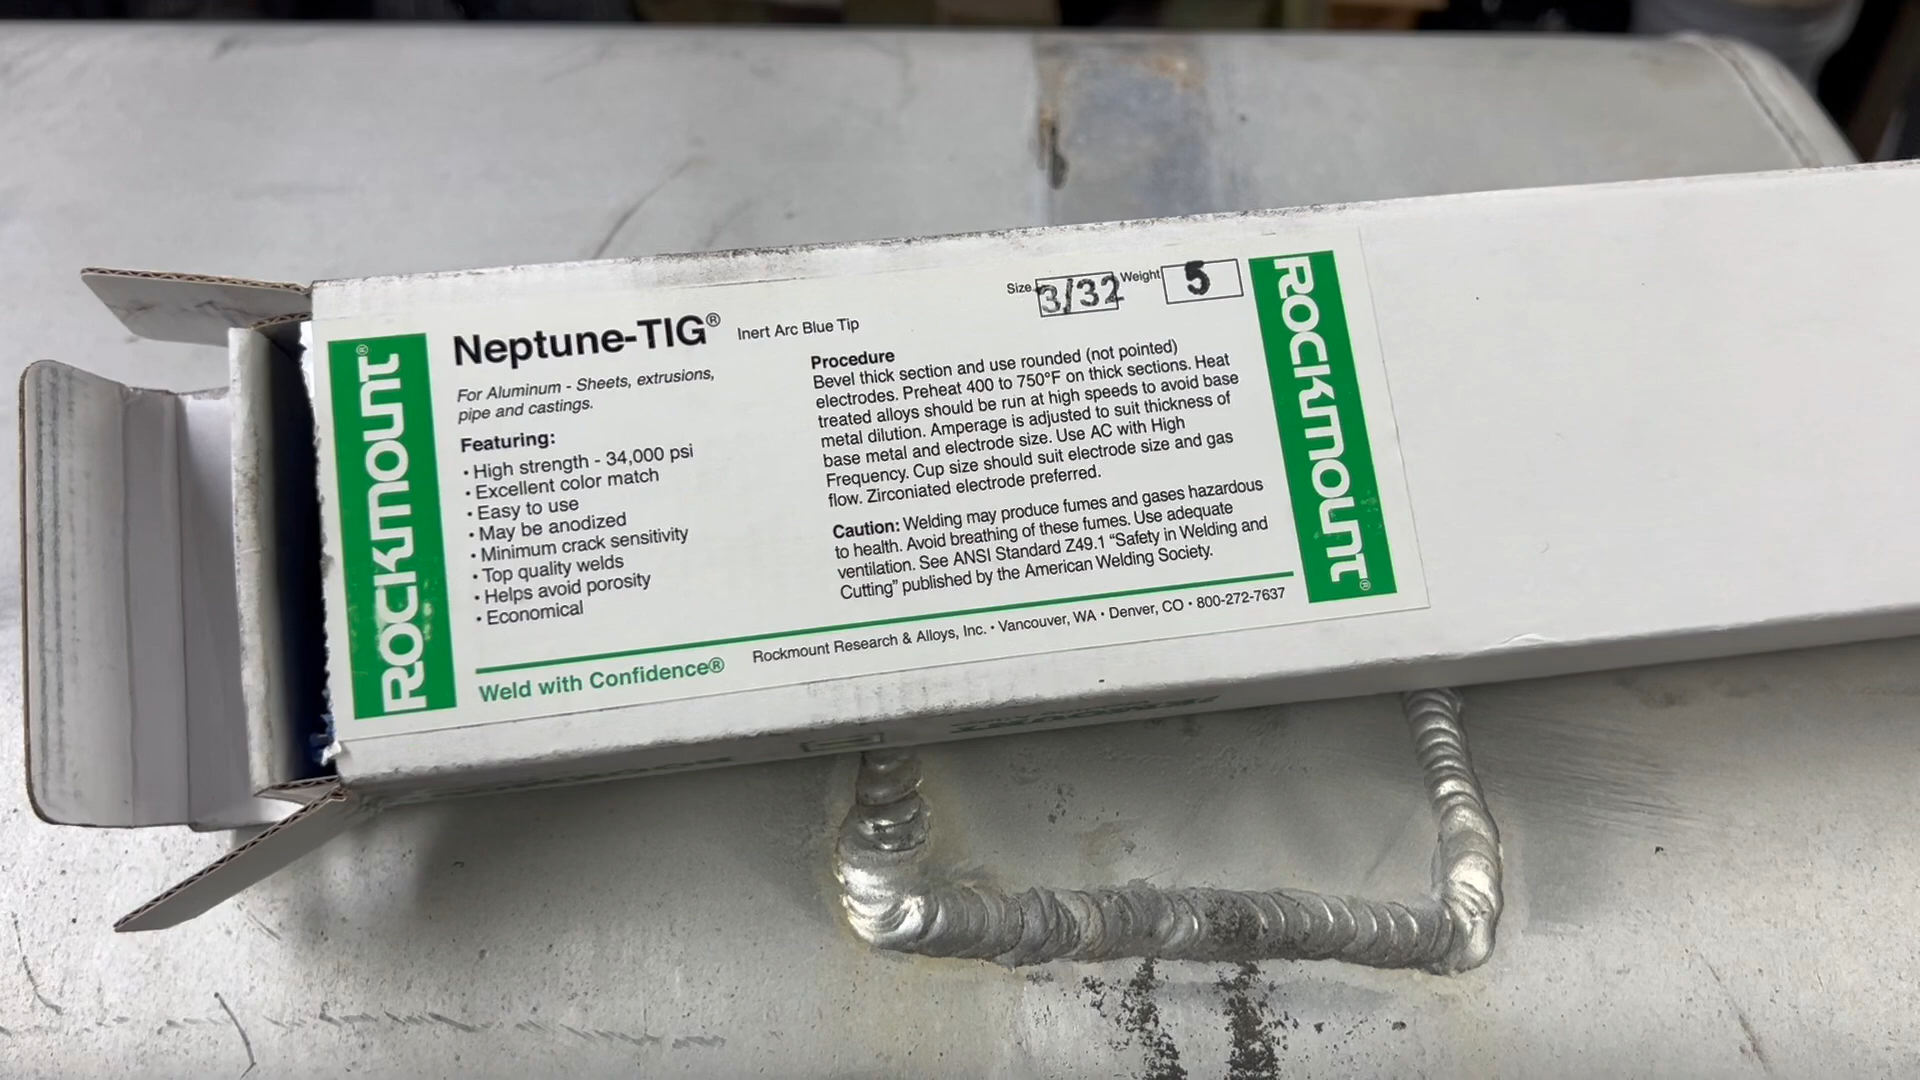 ROCKMOUNT®
Neptune-TIG® Inert Arc Blue Tip
For Aluminum - Sheets, extrusions,
pipe and castings.
Featuring:
• High strength - 34,000 psi
• Excellent color match
• Easy to use
• May be anodized
• Minimum crack sensitivity
• Top quality welds
• Helps avoid porosity
• Economical
Size 3/32 Weight 5
Procedure
Bevel thick section and use rounded (not pointed)
electrodes. Preheat 400 to 750°F on thick sections. Heat
treated alloys should be run at high speeds to avoid base
metal dilution. Amperage is adjusted to suit thickness of
base metal and electrode size. Use AC with High
Frequency. Cup size should suit electrode size and gas
flow. Zirconiated electrode preferred.
Caution: Welding may produce fumes and gases hazardous
to health. Avoid breathing of these fumes. Use adequate
ventilation. See ANSI Standard Z49.1 “Safety in Welding and
Cutting” published by the American Welding Society.
Weld with Confidence® Rockmount Research & Alloys, Inc. • Vancouver, WA • Denver, CO • 800-272-7637
ROCKMOUNT®